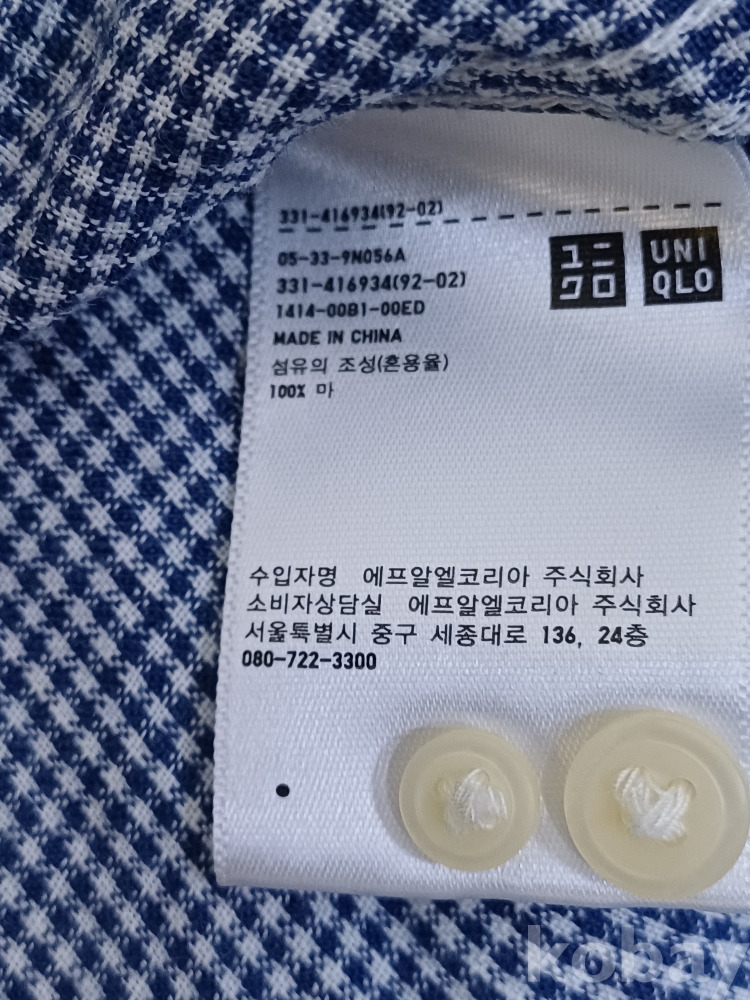 331-416934(92-02)
05-33-9N056A
331-416934(92-02)
1414-00B1-00ED
MADE IN CHINA
섬유의 조성(혼용율)
100% 마
ユニ
クロ
UNI
QLO
수입자명 에프알엘코리아 주식회사
소비자상담실 에프알엘코리아 주식회사
서울특별시 중구 세종대로 136, 24층
080-722-3300
kobay